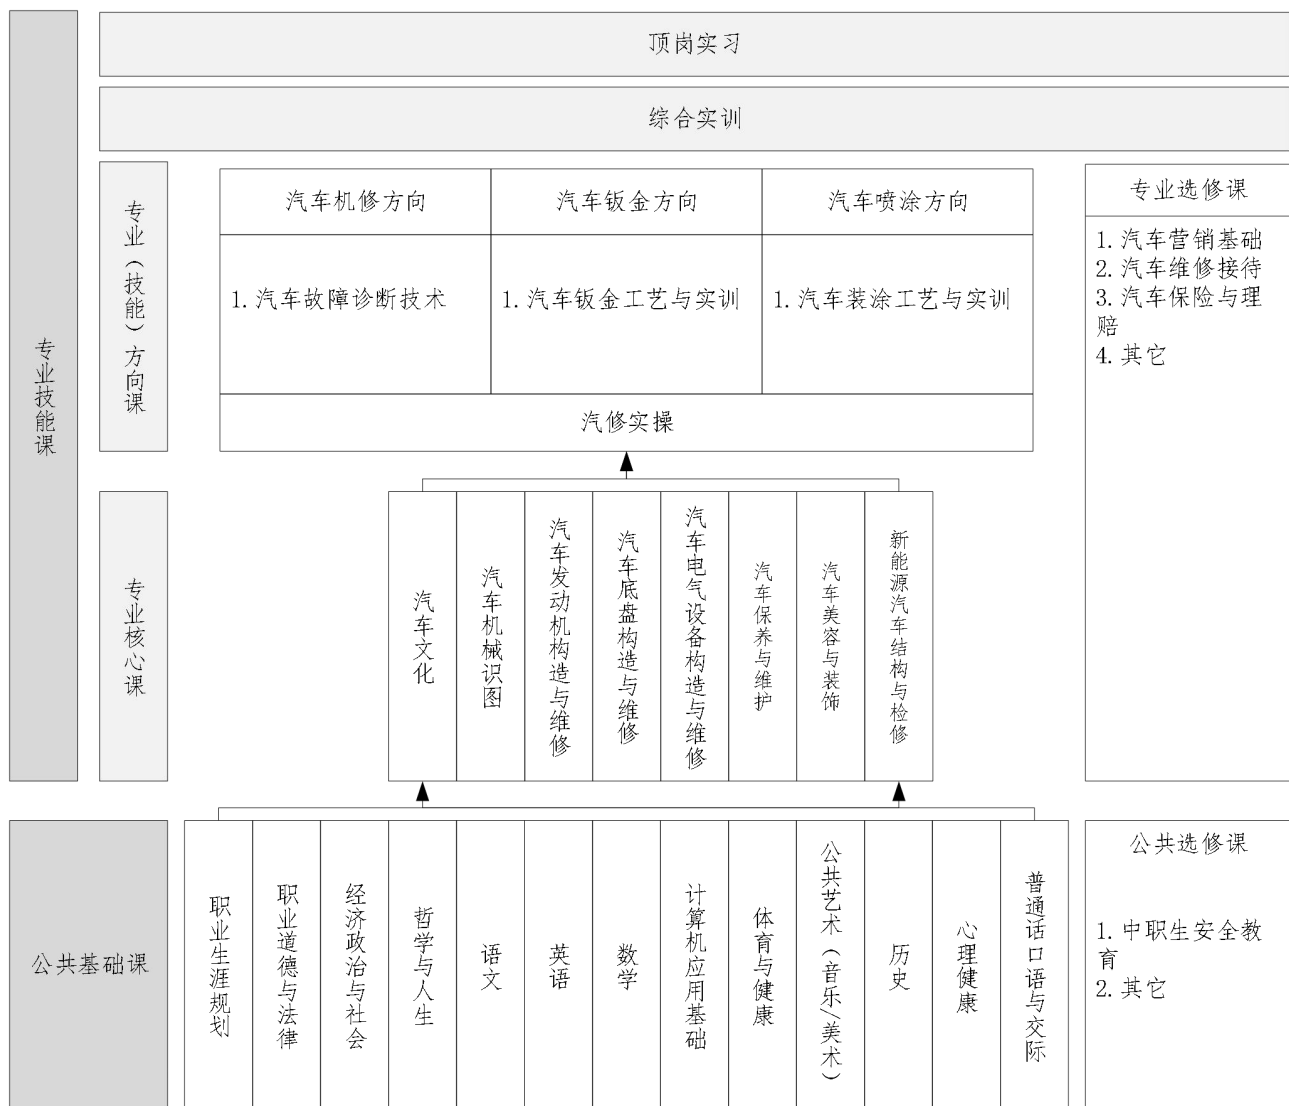 顶岗实习
综合实训
专业技能课
专业（技能）方向课
汽车机修方向
汽车钣金方向
汽车喷涂方向
1.汽车故障诊断技术
1.汽车钣金工艺与实训
1.汽车装涂工艺与实训
汽修实操
专业选修课
1.汽车营销基础
2.汽车维修接待
3.汽车保险与理
赔
4.其它
专业核心课
汽车文化
汽车机械识图
汽车发动机构造与维修
汽车底盘构造与维修
汽车电气设备构造与维修
汽车保养与维护
汽车美容与装饰
新能源汽车结构与检修
公共基础课
职业生涯规划
职业道德与法律
经济政治与社会
哲学与人生
语文
英语
数学
计算机应用基础
体育与健康
公共艺术（音乐/美术）
历史
心理健康
普通话口语与交际
公共选修课
1.中职生安全教
育
2.其它